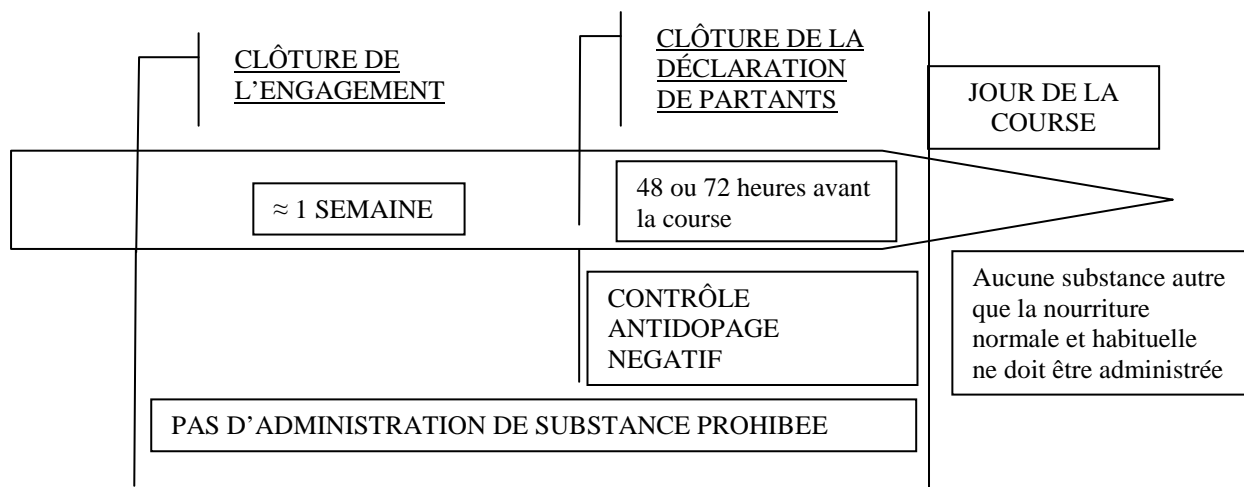 CLÔTURE DE
L’ENGAGEMENT
CLÔTURE DE LA
DÉCLARATION
DE PARTANTS
JOUR DE LA
COURSE
≈ 1 SEMAINE
48 ou 72 heures avant
la course
CONTRÔLE
ANTIDOPAGE
NEGATIF
Aucune substance autre
que la nourriture
normale et habituelle
ne doit être administrée
PAS D’ADMINISTRATION DE SUBSTANCE PROHIBEE